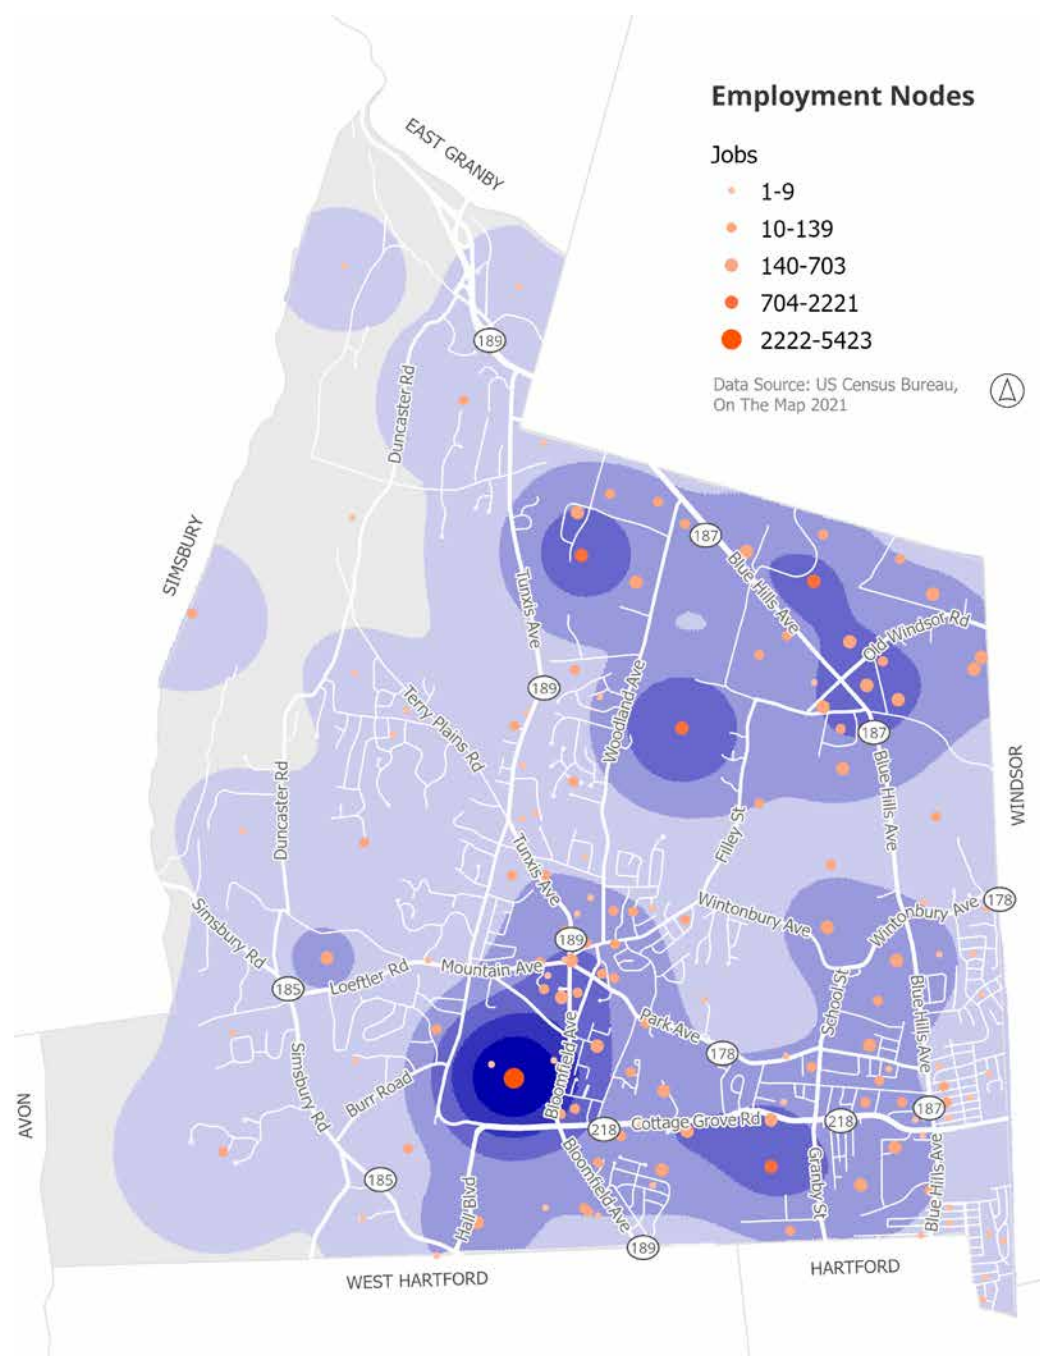 Employment Nodes
Jobs
1-9
10-139
140-703
704-2221
2222-5423
Data Source: US Census Bureau,
On The Map 2021
EAST GRANBY
189
Duncaster Rd
SIMSBURY
187
Blue Hills Ave
Tunxis Ave
Old Windsor Rd
189
Woodland Ave
Terry Plains Rd
187
WINDSOR
Duncaster Rd
Blue Hills Ave
Filley St
Tunxis Ave
178
Wintonbury Ave
Wintonbury Ave
Simsbury Rd
189
Mountain Ave
Loeftler Rd
185
School St
Blue Hills Ave
Park Ave
178
Bloomfield Ave
Simsbury Rd
Burr Road
AVON
187
218
Cottage Grove Rd
218
Bloomfield Ave
Granby St
Blue Hills Ave
185
Hall Blvd
189
WEST HARTFORD
HARTFORD